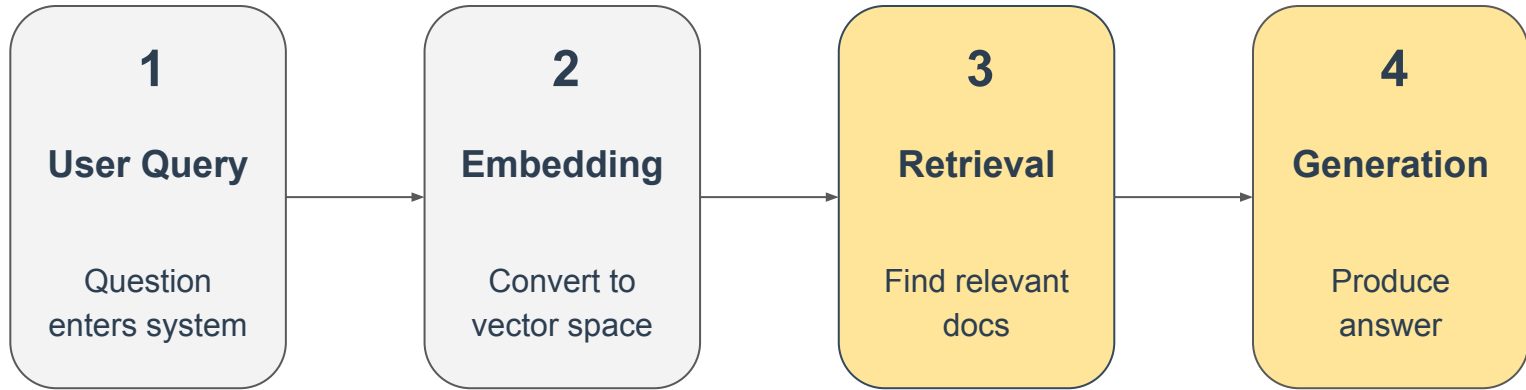 1
User Query
Question
enters system
2
Embedding
Convert to
vector space
3
Retrieval
Find relevant
docs
4
Generation
Produce
answer